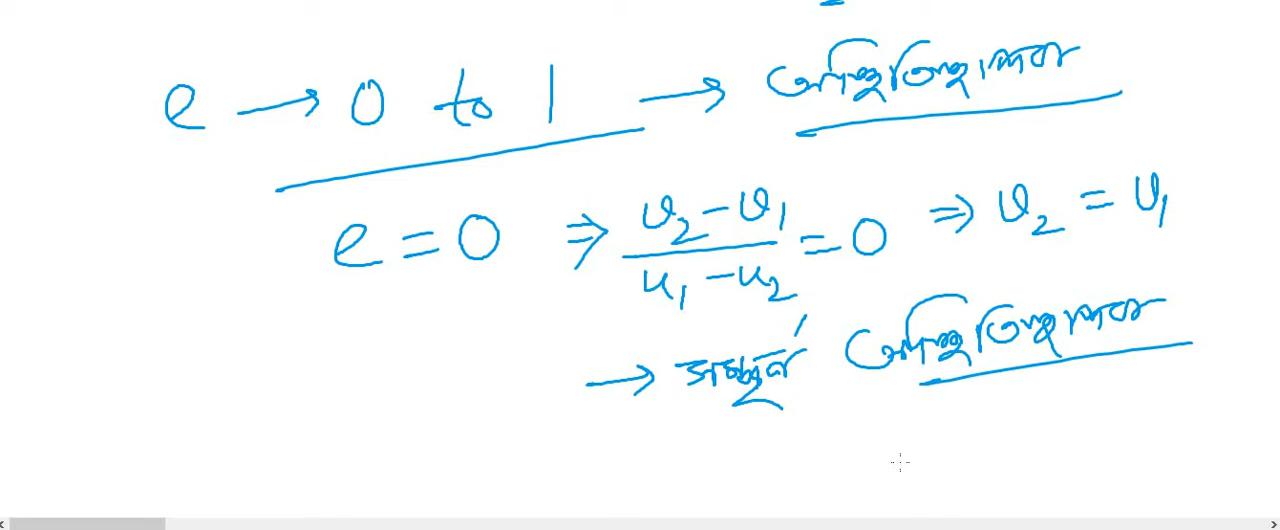 e → 0 to 1 → অস্থিতিস্থাপক
e = 0 ⇒ (v₂ - v₁)/(u₁ - u₂) = 0 ⇒ v₂ = v₁
→ সম্পূর্ণ অস্থিতিস্থাপক